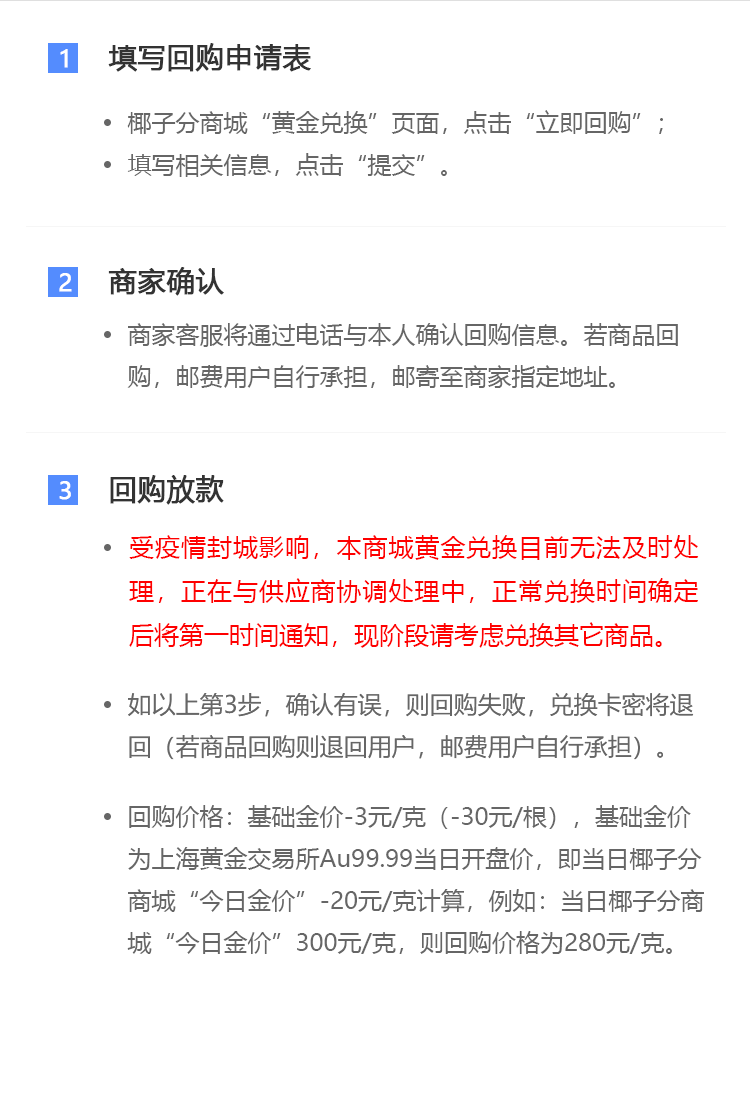 1 填写回购申请表
• 椰子分商城“黄金兑换”页面，点击“立即回购”；
• 填写相关信息，点击“提交”。
2 商家确认
• 商家客服将通过电话与本人确认回购信息。若商品回
购，邮费用户自行承担，邮寄至商家指定地址。
3 回购放款
• 受疫情封城影响，本商城黄金兑换目前无法及时处
理，正在与供应商协调处理中，正常兑换时间确定
后将第一时间通知，现阶段请考虑兑换其它商品。
• 如以上第3步，确认有误，则回购失败，兑换卡密将退
回（若商品回购则退回用户，邮费用户自行承担）。
• 回购价格：基础金价-3元/克（-30元/根），基础金价
为上海黄金交易所Au99.99当日开盘价，即当日椰子分
商城“今日金价”-20元/克计算，例如：当日椰子分商
城“今日金价”300元/克，则回购价格为280元/克。